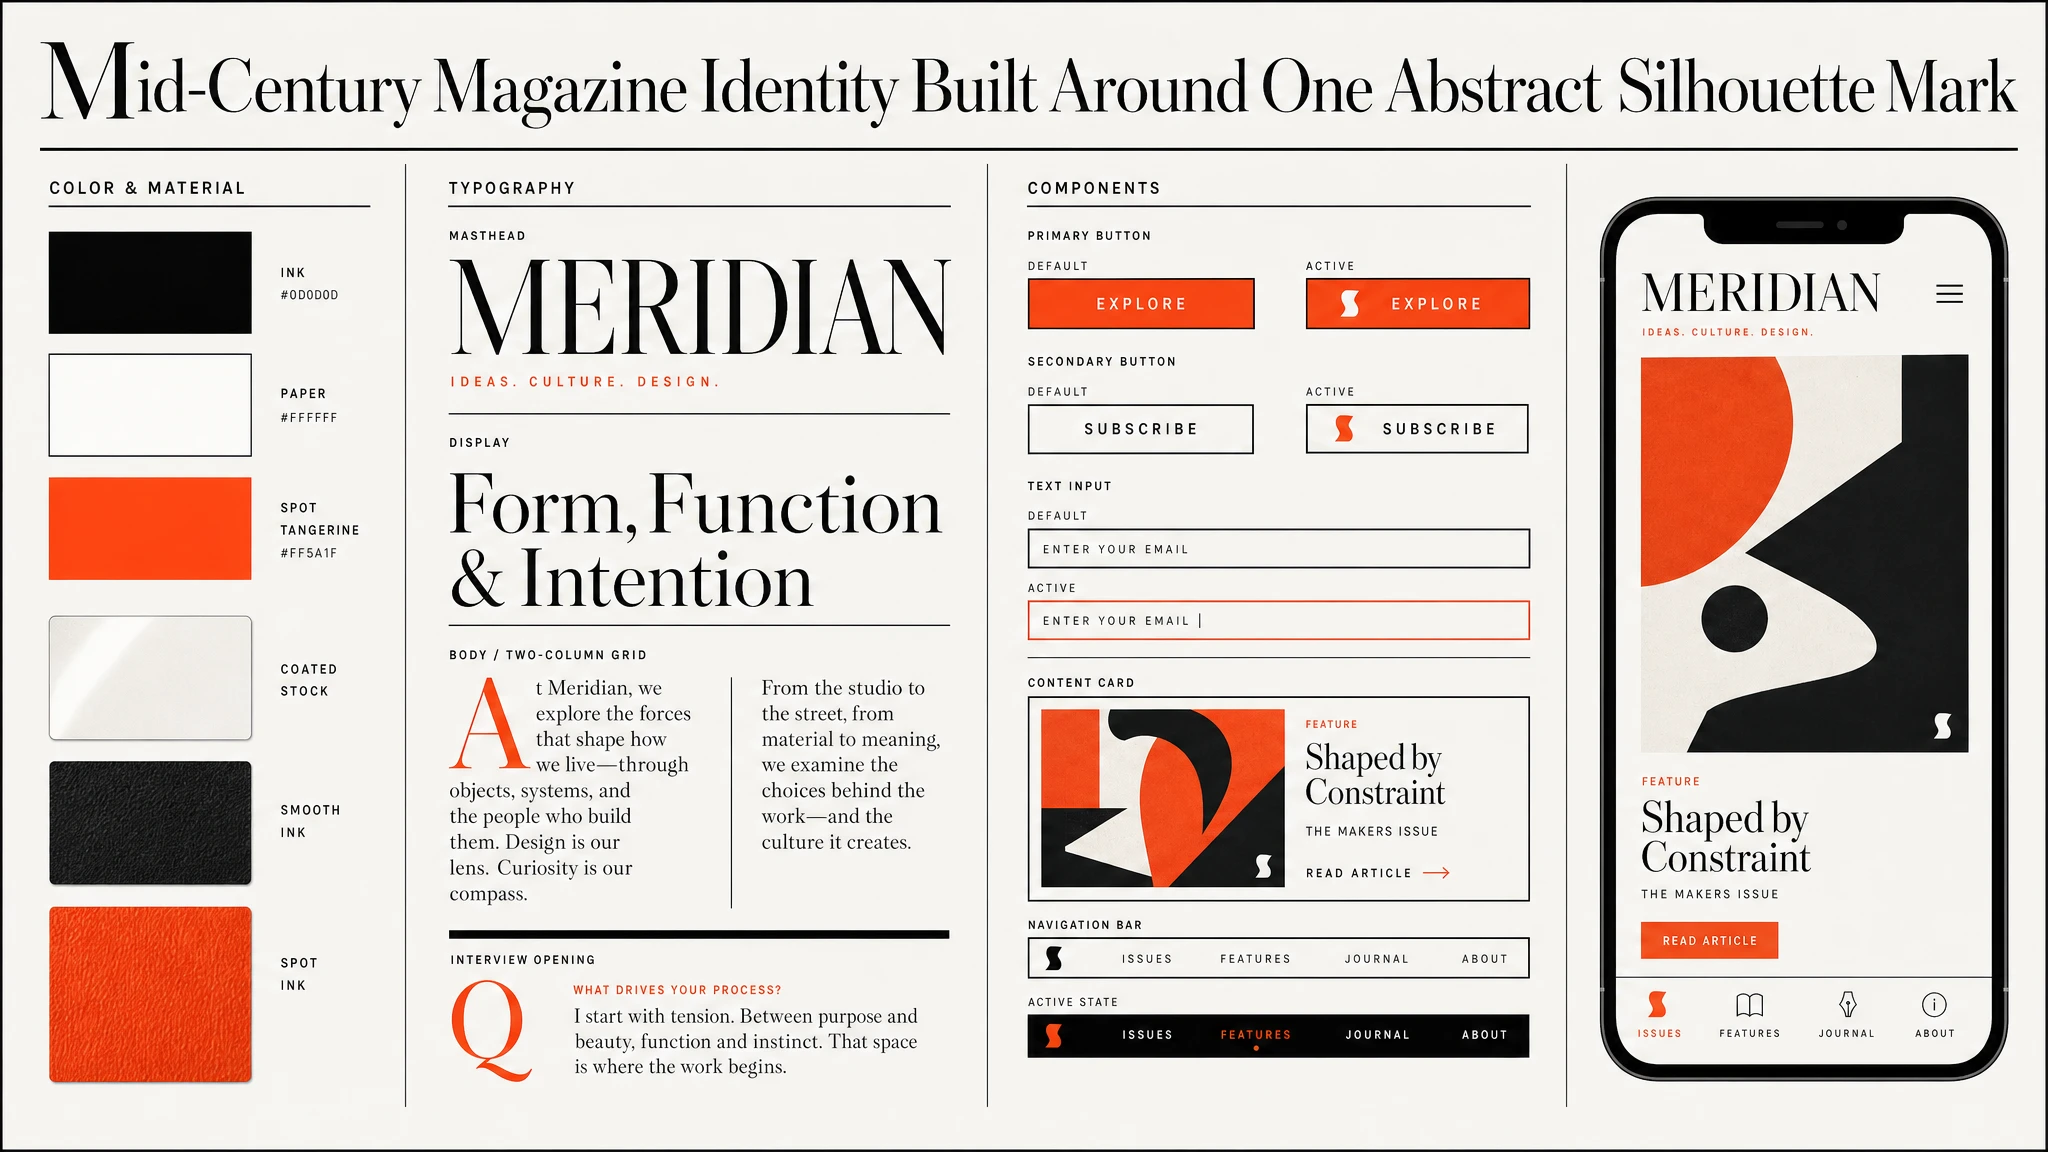 Mid-Century Magazine Identity Built Around One Abstract Silhouette Mark
COLOR & MATERIAL
INK
#0D0D0D
PAPER
#FFFFFF
SPOT
TANGERINE
#FF5A1F
COATED
STOCK
SMOOTH
INK
SPOT
INK
TYPOGRAPHY
MASTHEAD
MERIDIAN
IDEAS. CULTURE. DESIGN.
DISPLAY
Form, Function
& Intention
BODY / TWO-COLUMN GRID
At Meridian, we
explore the forces
that shape how
we live—through
objects, systems, and
the people who build
them. Design is our
lens. Curiosity is our
compass.
From the studio to
the street, from
material to meaning,
we examine the
choices behind the
work—and the
culture it creates.
INTERVIEW OPENING
Q
WHAT DRIVES YOUR PROCESS?
I start with tension. Between purpose and
beauty, function and instinct. That space
is where the work begins.
COMPONENTS
PRIMARY BUTTON
DEFAULT
EXPLORE
ACTIVE
S EXPLORE
SECONDARY BUTTON
DEFAULT
SUBSCRIBE
ACTIVE
S SUBSCRIBE
TEXT INPUT
DEFAULT
ENTER YOUR EMAIL
ACTIVE
ENTER YOUR EMAIL
CONTENT CARD
S
FEATURE
Shaped by
Constraint
THE MAKERS ISSUE
READ ARTICLE
NAVIGATION BAR
S ISSUES FEATURES JOURNAL ABOUT
ACTIVE STATE
S ISSUES FEATURES JOURNAL ABOUT
MERIDIAN
IDEAS. CULTURE. DESIGN.
S
FEATURE
Shaped by
Constraint
THE MAKERS ISSUE
READ ARTICLE
S
ISSUES FEATURES JOURNAL ABOUT